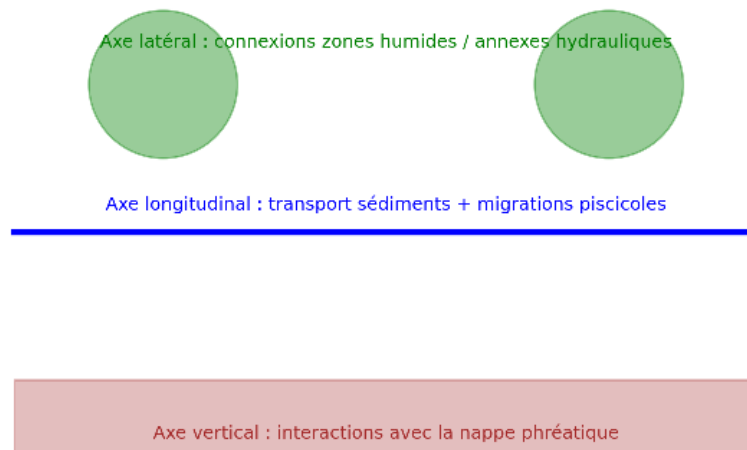 Axe latéral : connexions zones humides / annexes hydrauliques
Axe longitudinal : transport sédiments + migrations piscicoles
Axe vertical : interactions avec la nappe phréatique